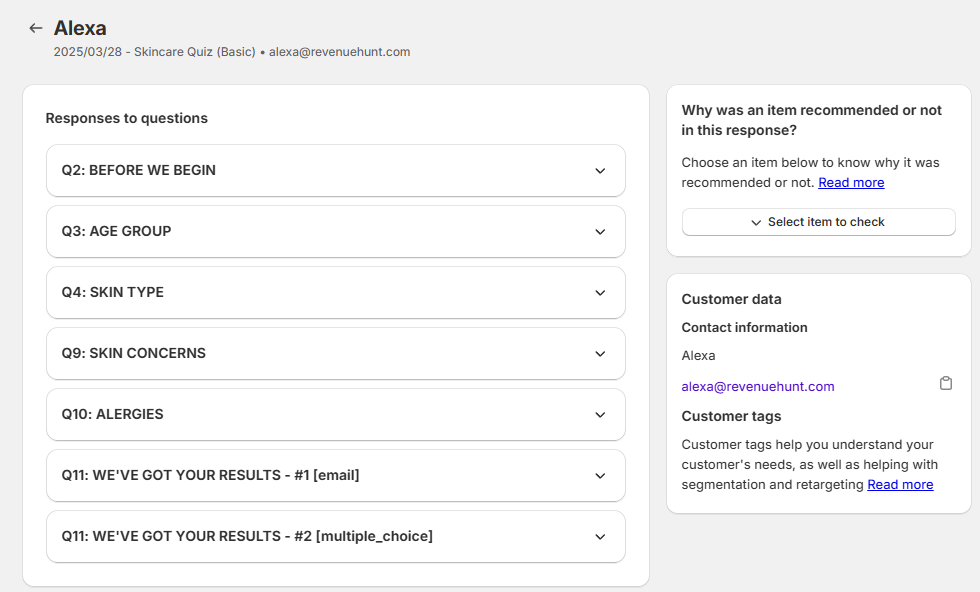 Alexa
2025/03/28 - Skincare Quiz (Basic) • alexa@revenuehunt.com
Responses to questions
Q2: BEFORE WE BEGIN
Q3: AGE GROUP
Q4: SKIN TYPE
Q9: SKIN CONCERNS
Q10: ALERGIES
Q11: WE'VE GOT YOUR RESULTS - #1 [email]
Q11: WE'VE GOT YOUR RESULTS - #2 [multiple_choice]
Why was an item recommended or not
in this response?
Choose an item below to know why it was
recommended or not. Read more
Select item to check
Customer data
Contact information
Alexa
alexa@revenuehunt.com
Customer tags
Customer tags help you understand your
customer's needs, as well as helping with
segmentation and retargeting Read more